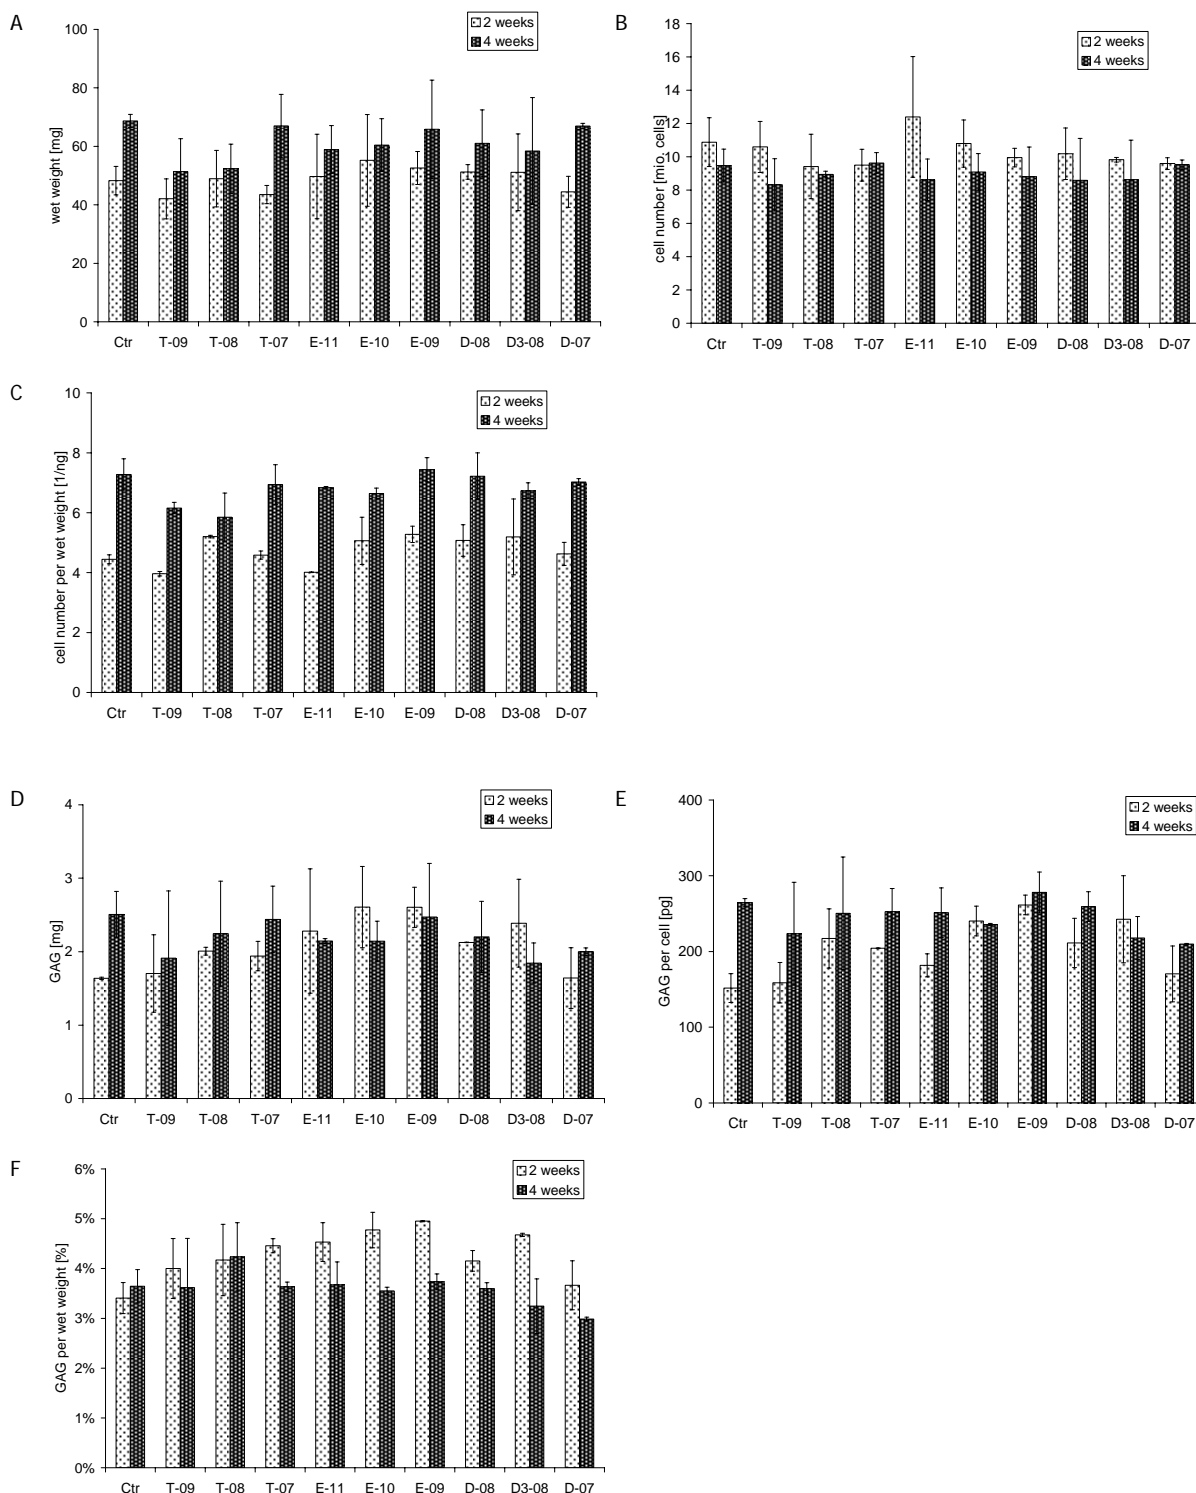 A
2 weeks
4 weeks
100
80
60
40
20
0
wet weight [mg]
Ctr T-09 T-08 T-07 E-11 E-10 E-09 D-08 D3-08 D-07
B
2 weeks
4 weeks
18
16
14
12
10
8
6
4
2
0
cell number [mio. cells]
Ctr T-09 T-08 T-07 E-11 E-10 E-09 D-08 D3-08 D-07
C
2 weeks
4 weeks
10
8
6
4
2
0
cell number per wet weight [1/ng]
Ctr T-09 T-08 T-07 E-11 E-10 E-09 D-08 D3-08 D-07
D
2 weeks
4 weeks
4
3
2
1
0
GAG [mg]
Ctr T-09 T-08 T-07 E-11 E-10 E-09 D-08 D3-08 D-07
E
2 weeks
4 weeks
400
300
200
100
0
GAG per cell [pg]
Ctr T-09 T-08 T-07 E-11 E-10 E-09 D-08 D3-08 D-07
F
2 weeks
4 weeks
6%
5%
4%
3%
2%
1%
0%
GAG per wet weight [%]
Ctr T-09 T-08 T-07 E-11 E-10 E-09 D-08 D3-08 D-07